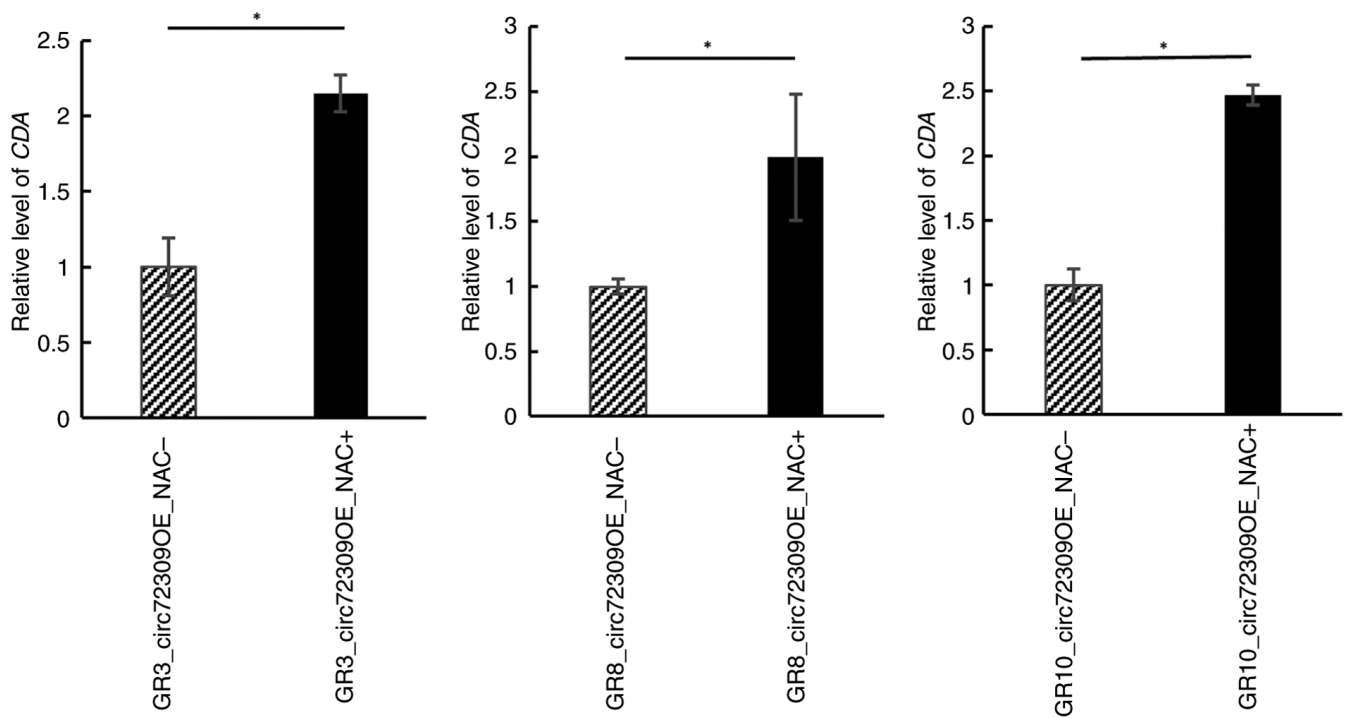 *
2.5
2
1.5
1
0.5
0
Relative level of CDA
GR3_circ72309OE_NAC−
GR3_circ72309OE_NAC+
*
3
2.5
2
1.5
1
0.5
0
Relative level of CDA
GR8_circ72309OE_NAC−
GR8_circ72309OE_NAC+
*
3
2.5
2
1.5
1
0.5
0
Relative level of CDA
GR10_circ72309OE_NAC−
GR10_circ72309OE_NAC+